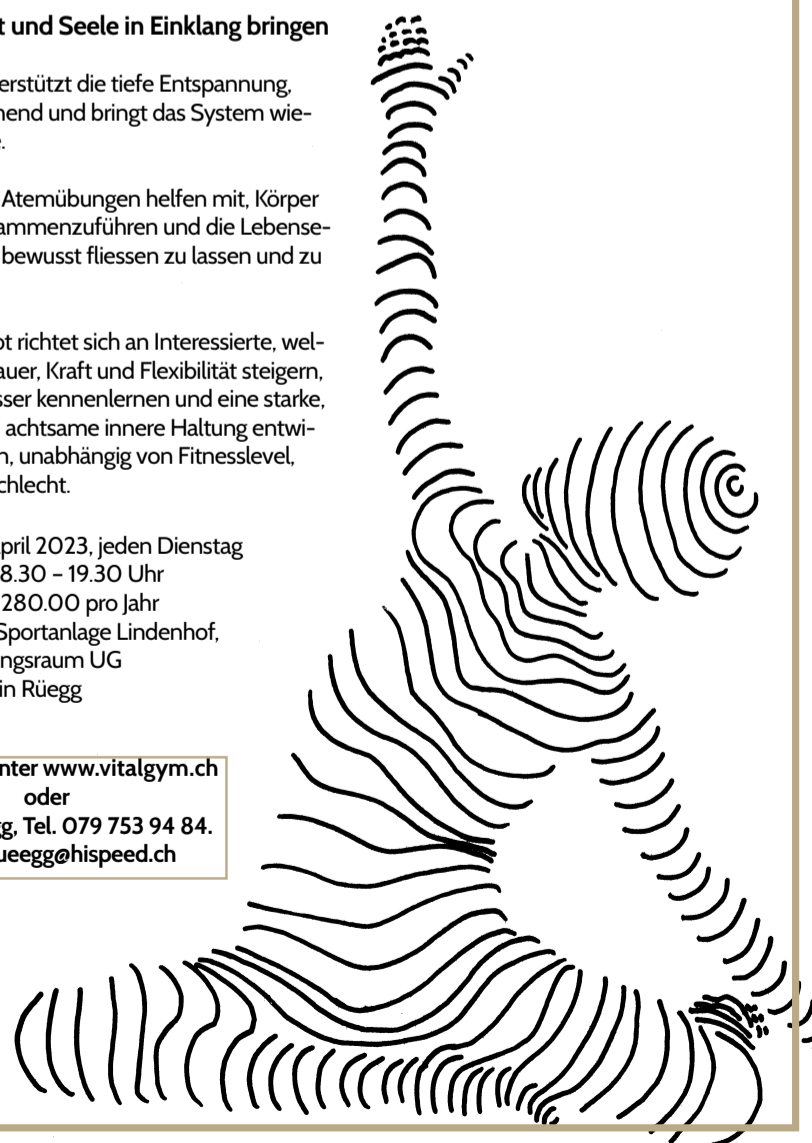 t und Seele in Einklang bringen
erstützt die tiefe Entspannung,
nend und bringt das System wie-
e.
Atemübungen helfen mit, Körper
ammenzuführen und die Lebense-
bewusst fliessen zu lassen und zu
ot richtet sich an Interessierte, wel-
auer, Kraft und Flexibilität steigern,
sser kennenlernen und eine starke,
achtsame innere Haltung entwi-
n, unabhängig von Fitnesslevel,
chlecht.
pril 2023, jeden Dienstag
8.30 – 19.30 Uhr
280.00 pro Jahr
Sportanlage Lindenhof,
ngsraum UG
in Rüegg
nter www.vitalgym.ch
oder
gg, Tel. 079 753 94 84.
ueegg@hispeed.ch